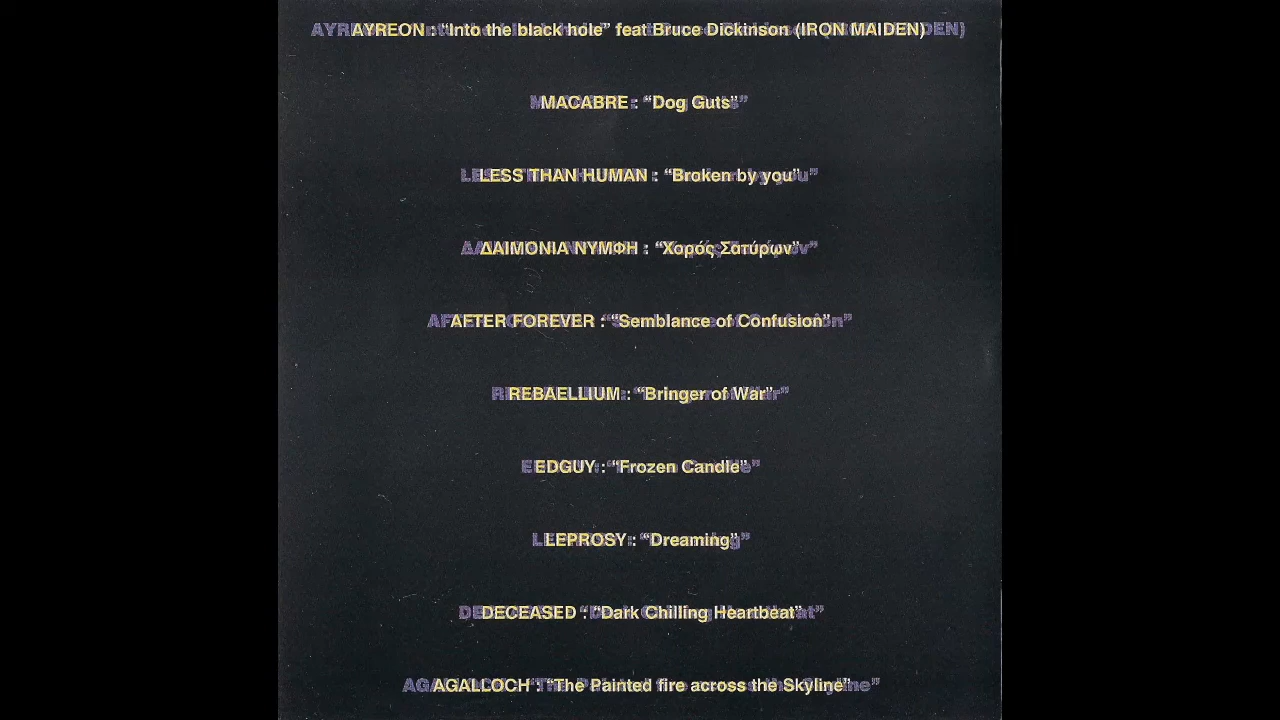 AYREON : “Into the black hole” feat Bruce Dickinson (IRON MAIDEN)
MACABRE : “Dog Guts”
LESS THAN HUMAN : “Broken by you”
ΔΑΙΜΟΝΙΑ ΝΥΜΦΗ : “Χορός Σατύρων”
AFTER FOREVER : “Semblance of Confusion”
REBAELLIUM : “Bringer of War”
EDGUY : “Frozen Candle”
LEPROSY : “Dreaming”
DECEASED : “Dark Chilling Heartbeat”
AGALLOCH : “The Painted fire across the Skyline”